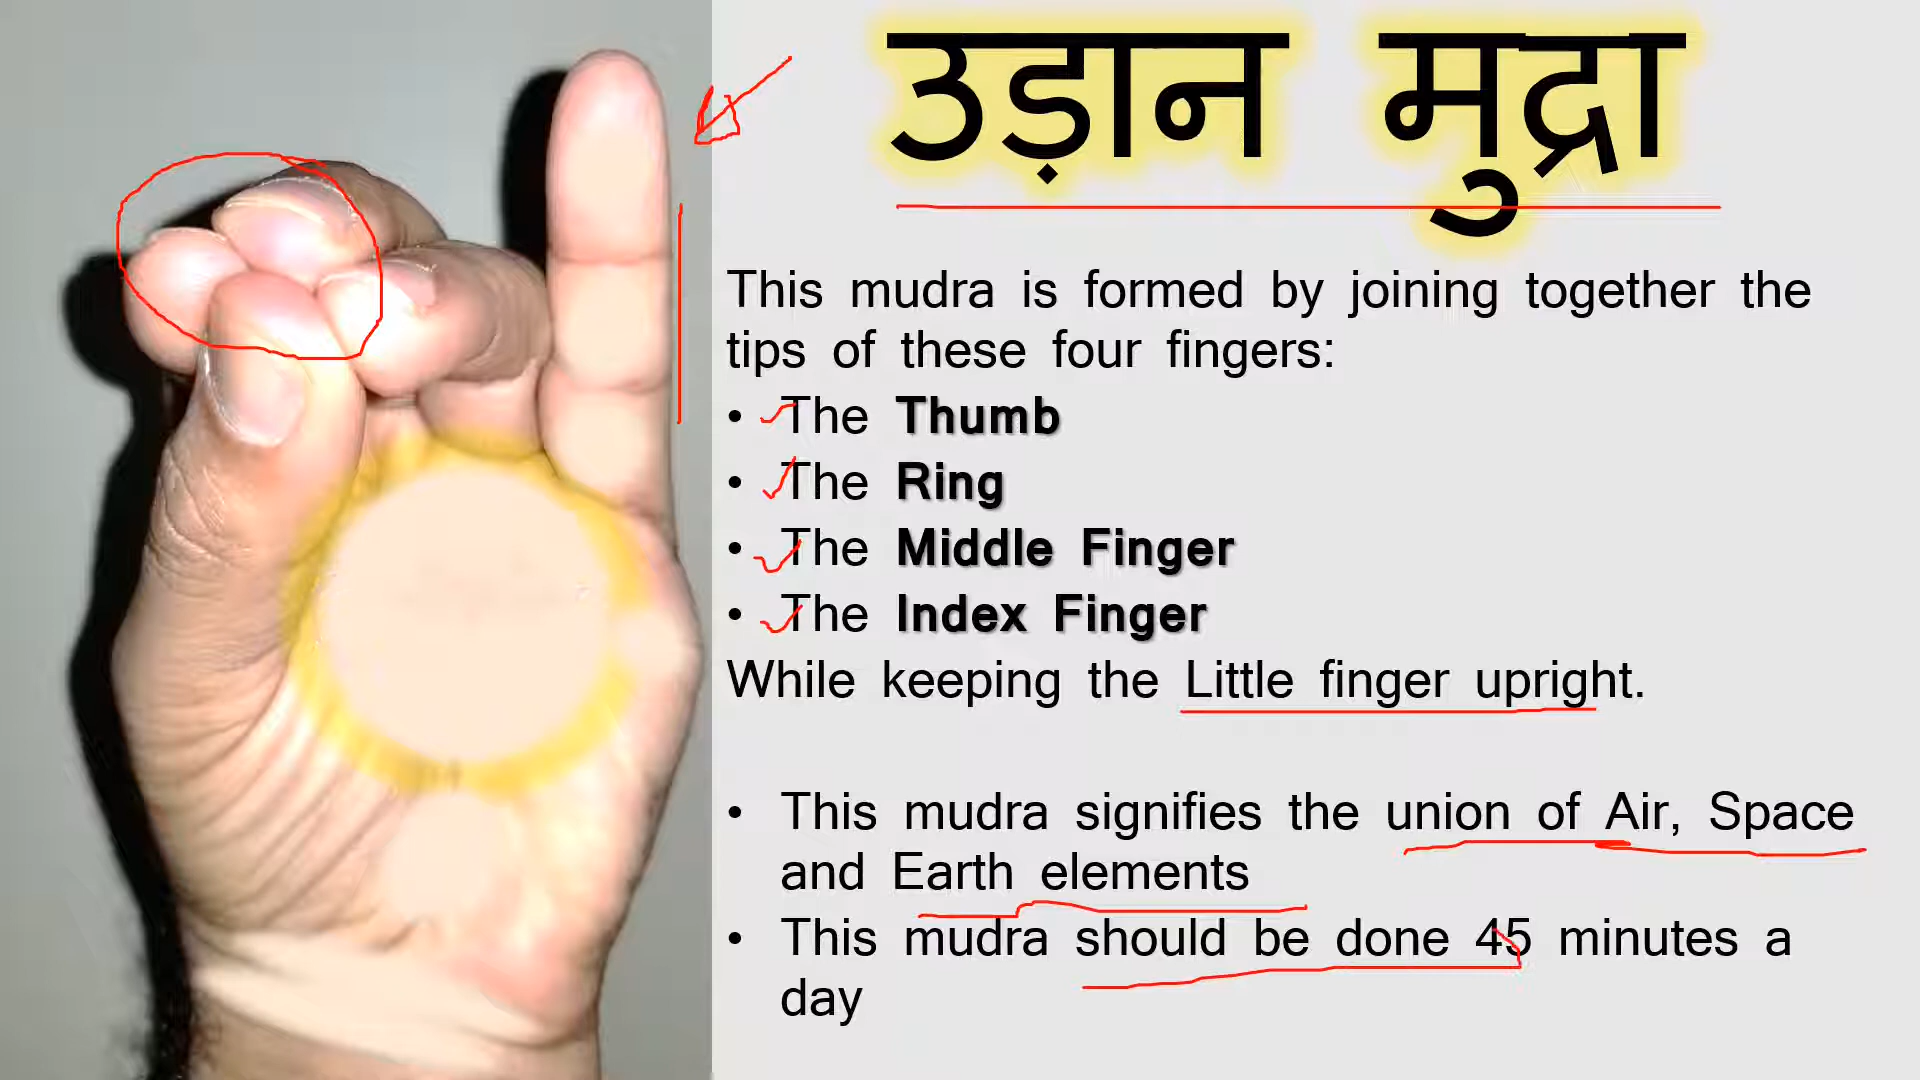 उड़ान मुद्रा
This mudra is formed by joining together the
tips of these four fingers:
• The Thumb
• The Ring
• The Middle Finger
• The Index Finger
While keeping the Little finger upright.
• This mudra signifies the union of Air, Space
and Earth elements
• This mudra should be done 45 minutes a
day